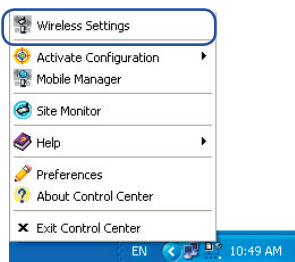 Wireless Settings
Activate Configuration
Mobile Manager
Site Monitor
Help
Preferences
About Control Center
Exit Control Center
EN 10:49 AM